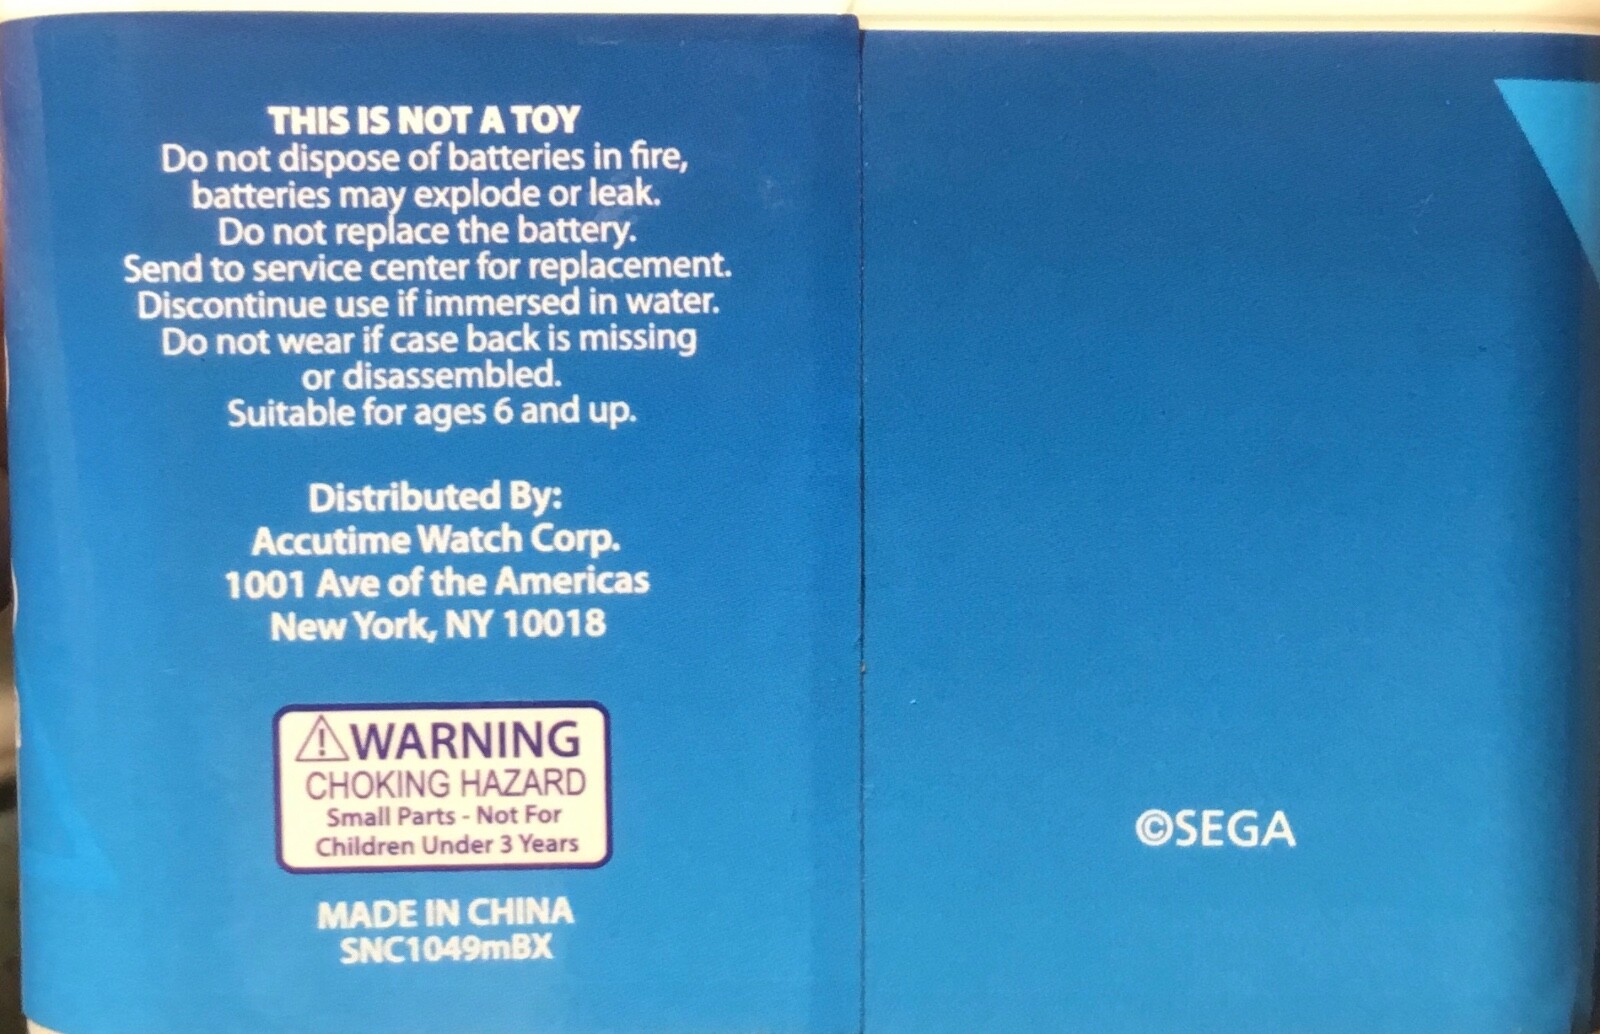 THIS IS NOT A TOY
Do not dispose of batteries in fire,
batteries may explode or leak.
Do not replace the battery.
Send to service center for replacement.
Discontinue use if immersed in water.
Do not wear if case back is missing
or disassembled.
Suitable for ages 6 and up.
Distributed By:
Accutime Watch Corp.
1001 Ave of the Americas
New York, NY 10018
⚠WARNING
CHOKING HAZARD
Small Parts - Not For
Children Under 3 Years
MADE IN CHINA
SNC1049mBX
©SEGA